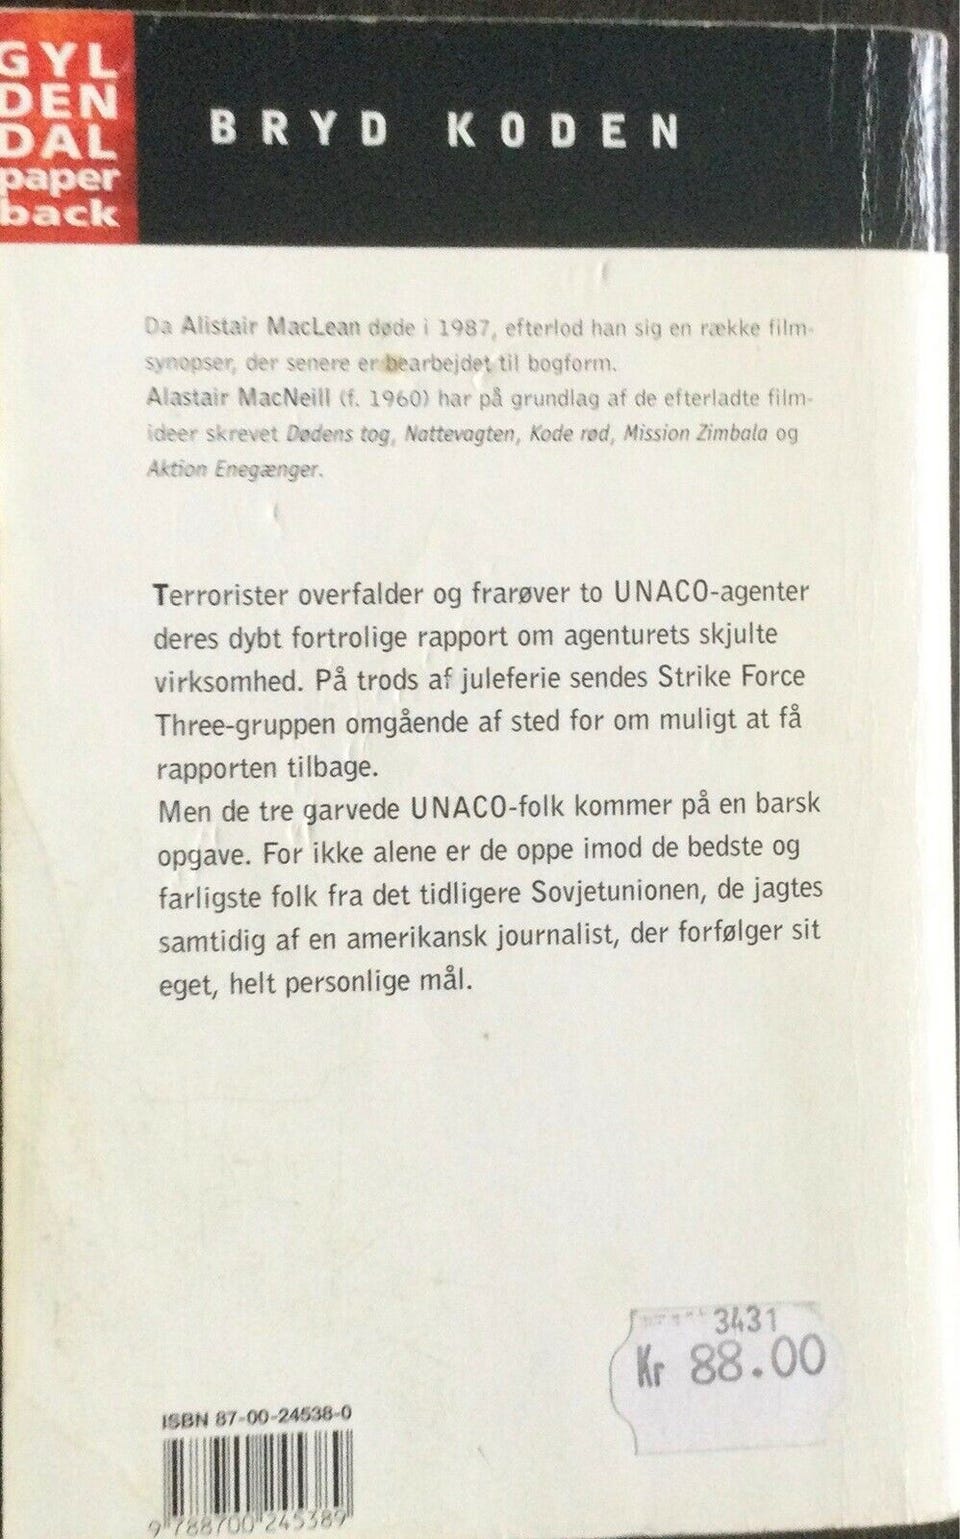 GYL
DEN
DAL
paper
back
BRYD KODEN
Da Alistair MacLean døde i 1987, efterlod han sig en række film-
synopser, der senere er bearbejdet til bogform.
Alastair MacNeill (f. 1960) har på grundlag af de efterladte film-
ideer skrevet Dødens tog, Nattevagten, Kode rød, Mission Zimbala og
Aktion Enegænger.
Terrorister overfalder og frarøver to UNACO-agenter
deres dybt fortrolige rapport om agenturets skjulte
virksomhed. På trods af juleferie sendes Strike Force
Three-gruppen omgående af sted for om muligt at få
rapporten tilbage.
Men de tre garvede UNACO-folk kommer på en barsk
opgave. For ikke alene er de oppe imod de bedste og
farligste folk fra det tidligere Sovjetunionen, de jagtes
samtidig af en amerikansk journalist, der forfølger sit
eget, helt personlige mål.
3431
Kr 88.00
ISBN 87-00-24538-0
9 788700 245389